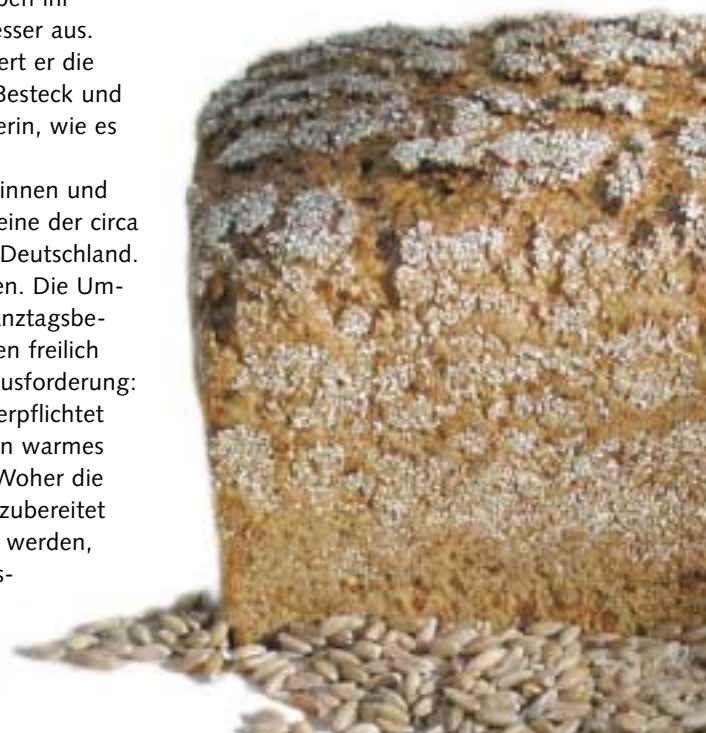 esser aus.
ert er die
Besteck und
erin, wie es
innen und
eine der circa
Deutschland.
en. Die Um-
anztagsbe-
en freilich
usforderung:
erpflichtet
n warmes
Woher die
zubereitet
werden,
s-